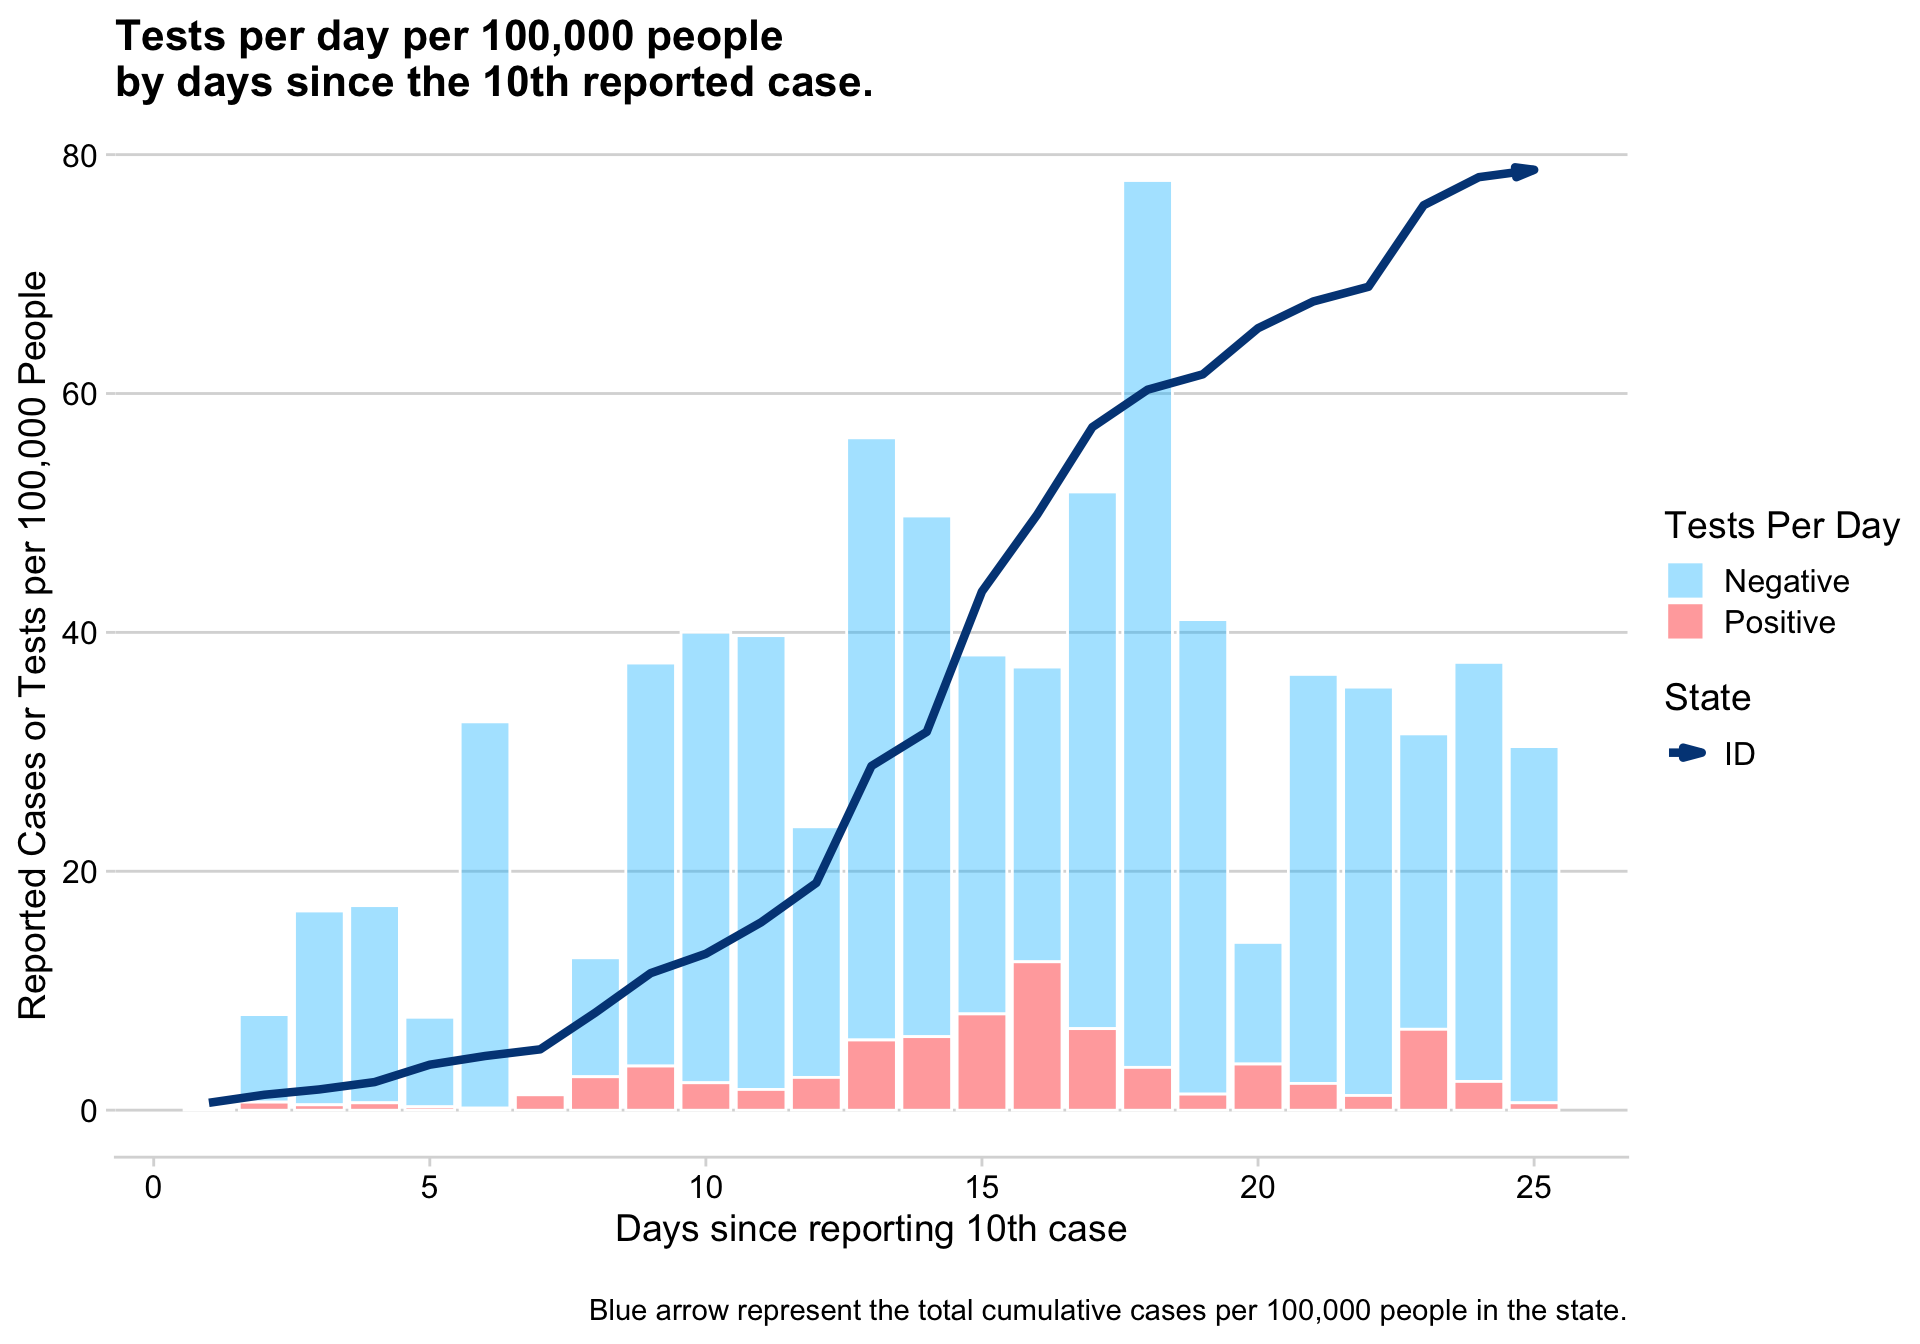 Tests per day per 100,000 people
by days since the 10th reported case.
Reported Cases or Tests per 100,000 People
80
60
40
20
0
0
5
10
15
20
25
Days since reporting 10th case
Tests Per Day
Negative
Positive
State
ID
Blue arrow represent the total cumulative cases per 100,000 people in the state.